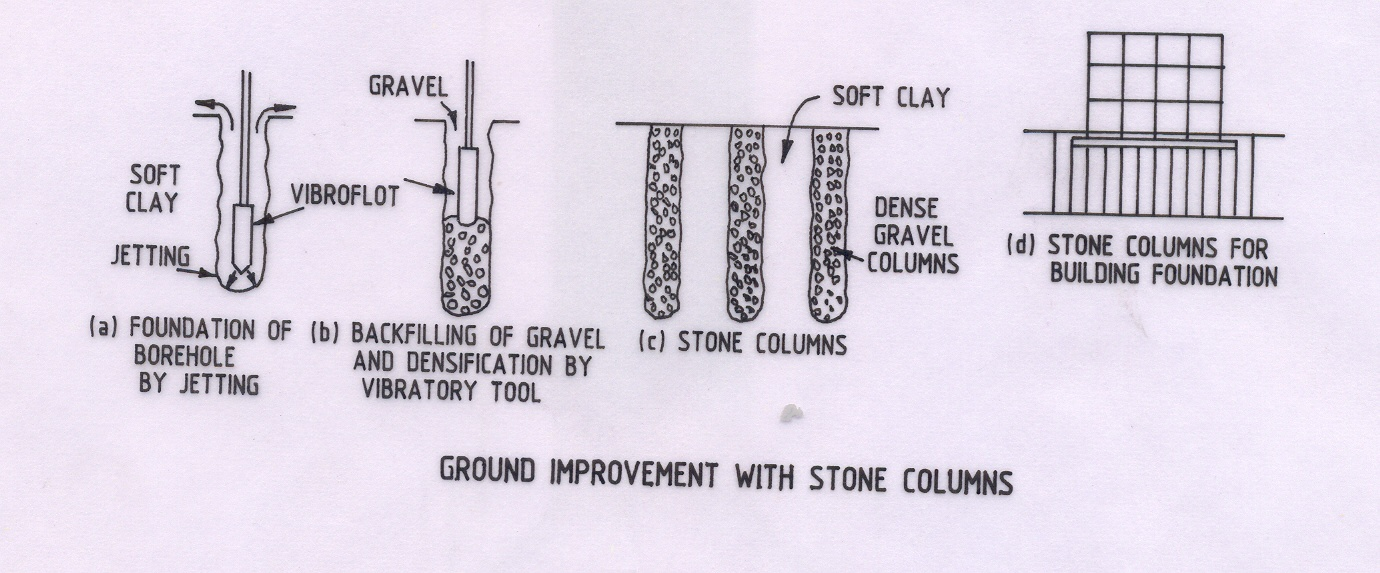 GRAVEL
SOFT CLAY
SOFT
CLAY
VIBROFLOT
JETTING
DENSE
GRAVEL
COLUMNS
(a) FOUNDATION OF
BOREHOLE
BY JETTING
(b) BACKFILLING OF GRAVEL
AND DENSIFICATION BY
VIBRATORY TOOL
(c) STONE COLUMNS
(d) STONE COLUMNS FOR
BUILDING FOUNDATION
GROUND IMPROVEMENT WITH STONE COLUMNS